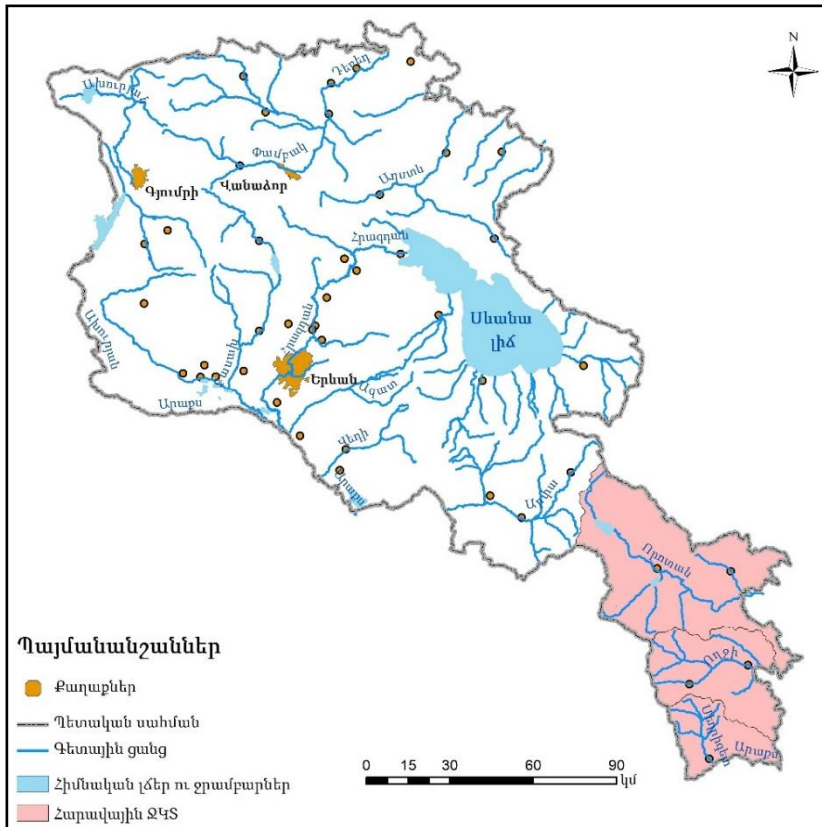 N
Ախուրյան
Դեբեդ
Փամբակ
Գյումրի
Վանաձոր
Աղստև
Հրազդան
Սևանա
լիճ
Ախուրյան
Քասախ
Հրազդան
Երևան
Ազատ
Արաքս
Վեդի
Արաքս
Արփա
Որոտան
Ողջի
Մեղրիգետ
Արաքս
Պայմանանշաններ
Քաղաքներ
Պետական սահման
Գետային ցանց
Հիմնական լճեր ու ջրամբարներ
Հարավային ՋԿՏ
0 15 30 60 90
կմ